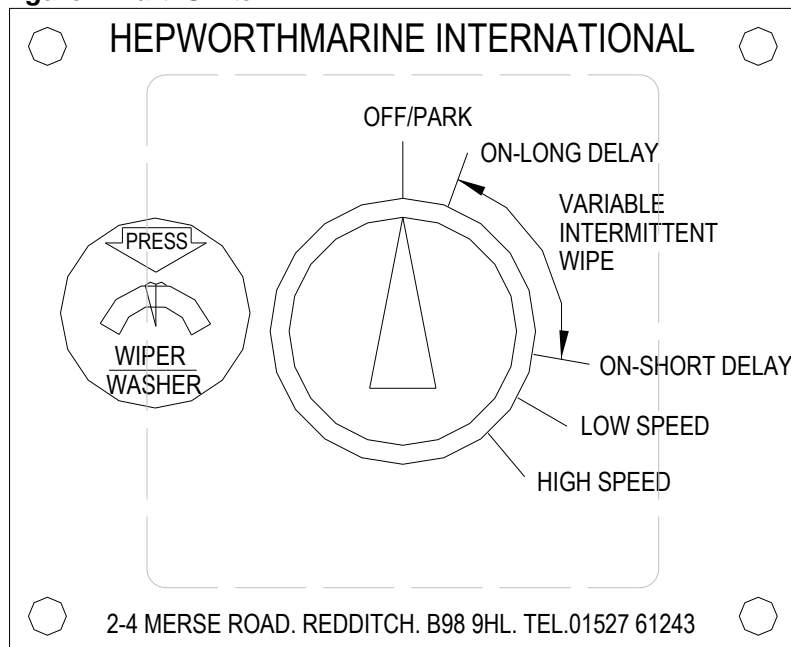 HEPWORTHMARINE INTERNATIONAL
OFF/PARK
ON-LONG DELAY
VARIABLE
INTERMITTENT
WIPE
PRESS
WIPER
WASHER
ON-SHORT DELAY
LOW SPEED
HIGH SPEED
2-4 MERSE ROAD. REDDITCH. B98 9HL. TEL.01527 61243